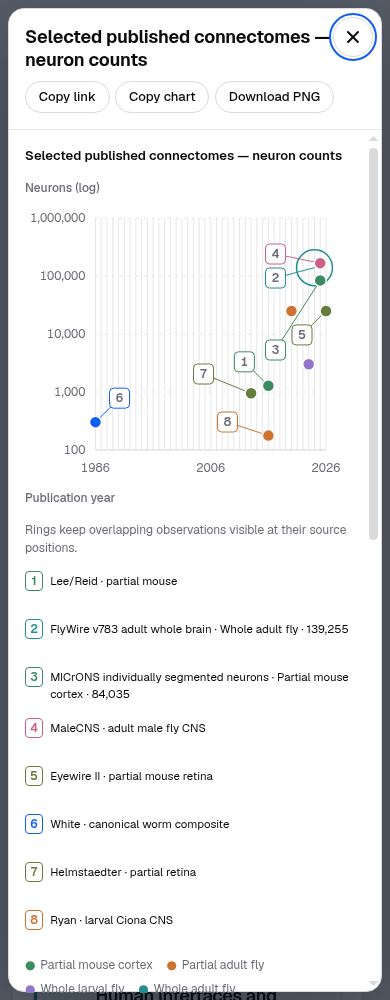 Selected published connectomes —
neuron counts
Copy link
Copy chart
Download PNG
Selected published connectomes — neuron counts
Neurons (log)
1,000,000
100,000
10,000
1,000
100
4
2
3
5
1
7
6
8
1986
2006
2026
Publication year
Rings keep overlapping observations visible at their source
positions.
1 Lee/Reid · partial mouse
2 FlyWire v783 adult whole brain · Whole adult fly · 139,255
3 MICrONS individually segmented neurons · Partial mouse
cortex · 84,035
4 MaleCNS · adult male fly CNS
5 Eyewire II · partial mouse retina
6 White · canonical worm composite
7 Helmstaedter · partial retina
8 Ryan · larval Ciona CNS
Partial mouse cortex Partial adult fly
Whole larval fly Whole adult fly
Human Interfaces and